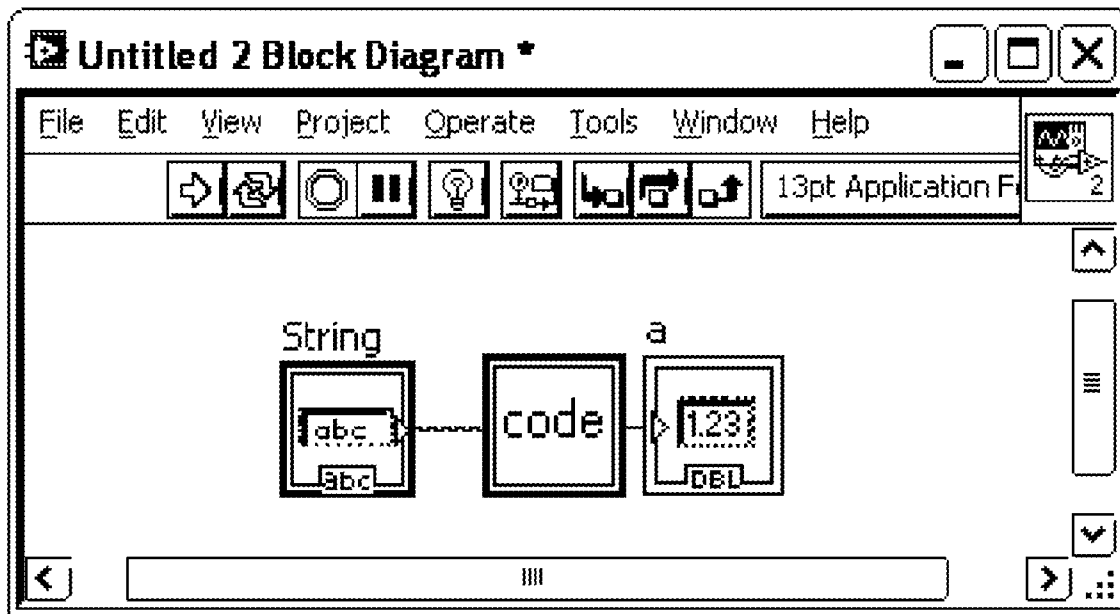 Untitled 2 Block Diagram *
File Edit View Project Operate Tools Window Help
13pt Application F
2
String
a
abc
code
1.23
abc
DBL